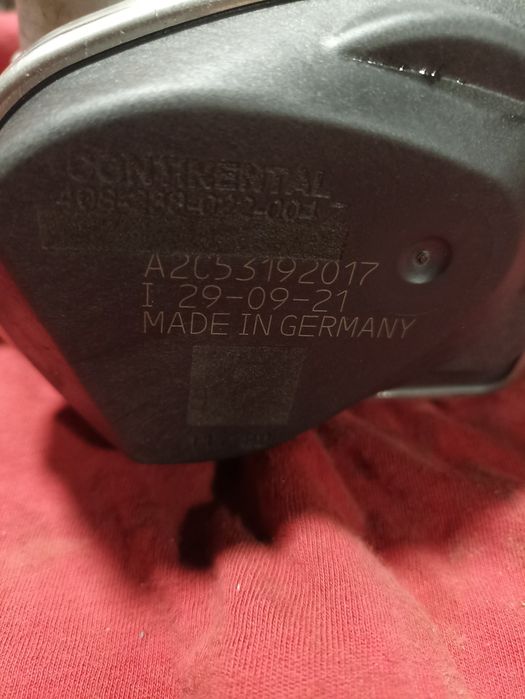 CONTINENTAL
A2C53192017
I 29-09-21
MADE IN GERMANY